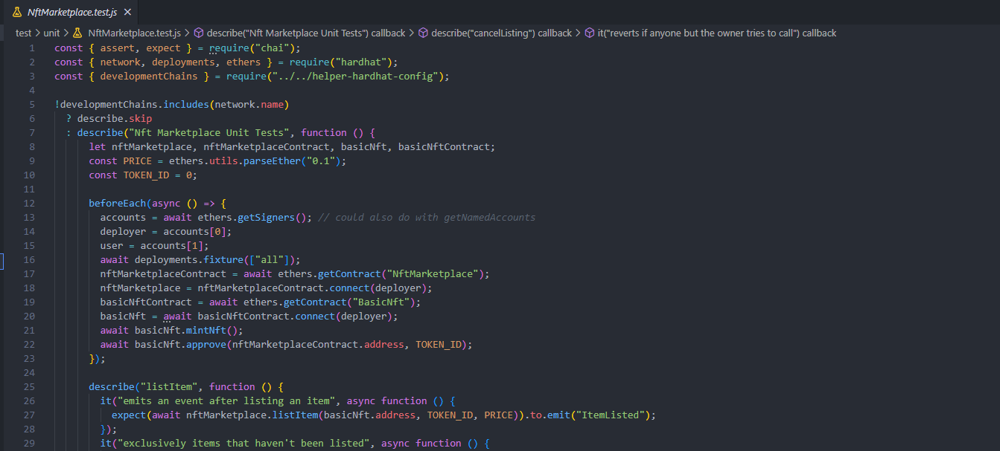 NftMarketplace.test.js
test > unit > NftMarketplace.test.js > describe("Nft Marketplace Unit Tests") callback > describe("cancelListing") callback > it("reverts if anyone but the owner tries to call") callback
1 const { assert, expect } = require("chai");
2 const { network, deployments, ethers } = require("hardhat");
3 const { developmentChains } = require("../../helper-hardhat-config");
4
5 !developmentChains.includes(network.name)
6 ? describe.skip
7 : describe("Nft Marketplace Unit Tests", function () {
8 let nftMarketplace, nftMarketplaceContract, basicNft, basicNftContract;
9 const PRICE = ethers.utils.parseEther("0.1");
10 const TOKEN_ID = 0;
11
12 beforeEach(async () => {
13 accounts = await ethers.getSigners(); // could also do with getNamedAccounts
14 deployer = accounts[0];
15 user = accounts[1];
16 await deployments.fixture(["all"]);
17 nftMarketplaceContract = await ethers.getContract("NftMarketplace");
18 nftMarketplace = nftMarketplaceContract.connect(deployer);
19 basicNftContract = await ethers.getContract("BasicNft");
20 basicNft = await basicNftContract.connect(deployer);
21 await basicNft.mintNft();
22 await basicNft.approve(nftMarketplaceContract.address, TOKEN_ID);
23 });
24
25 describe("listItem", function () {
26 it("emits an event after listing an item", async function () {
27 expect(await nftMarketplace.listItem(basicNft.address, TOKEN_ID, PRICE)).to.emit("ItemListed");
28 });
29 it("exclusively items that haven't been listed", async function () {